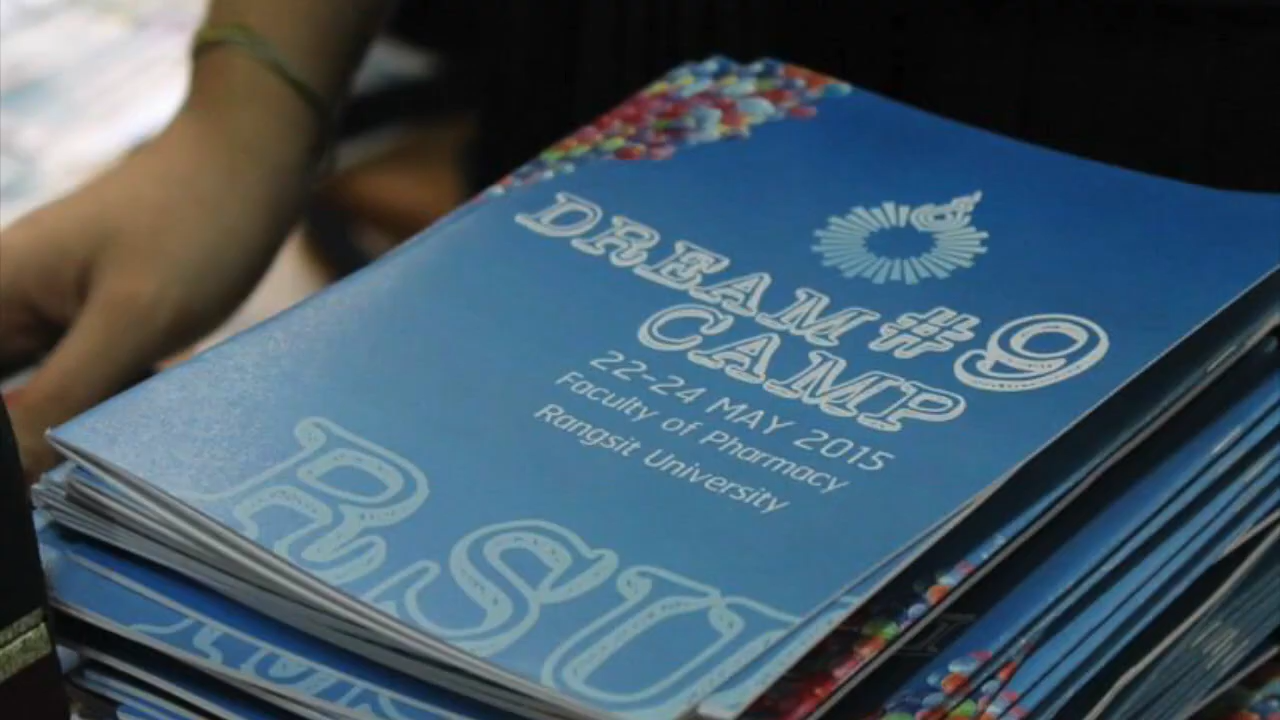 DREAM#9
CAMP
22-24 MAY 2015
Faculty of Pharmacy
Rangsit University
RSU